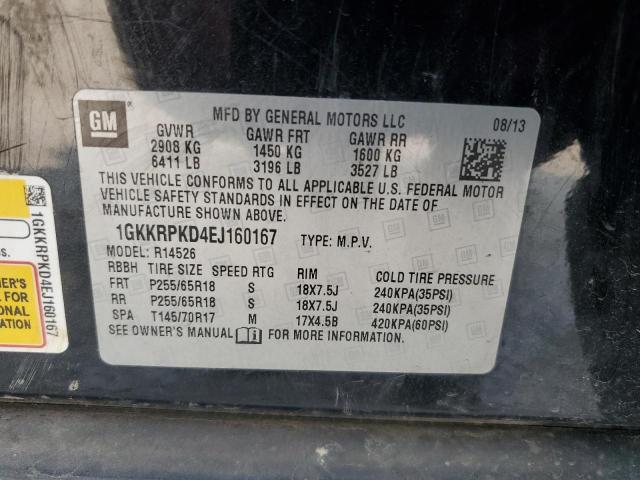 GM
MFD BY GENERAL MOTORS LLC 08/13
GVWR GAWR FRT GAWR RR
2908 KG 1450 KG 1600 KG
6411 LB 3196 LB 3527 LB
THIS VEHICLE CONFORMS TO ALL APPLICABLE U.S. FEDERAL MOTOR
VEHICLE SAFETY STANDARDS IN EFFECT ON THE DATE OF
MANUFACTURE SHOWN ABOVE.
1GKKRPKD4EJ160167 TYPE: M.P.V.
MODEL: R14526
RBBH TIRE SIZE SPEED RTG RIM COLD TIRE PRESSURE
FRT P255/65R18 S 18X7.5J 240KPA(35PSI)
RR P255/65R18 S 18X7.5J 240KPA(35PSI)
SPA T145/70R17 M 17X4.5B 420KPA(60PSI)
SEE OWNER'S MANUAL FOR MORE INFORMATION.
1GKKRPKD4EJ160167